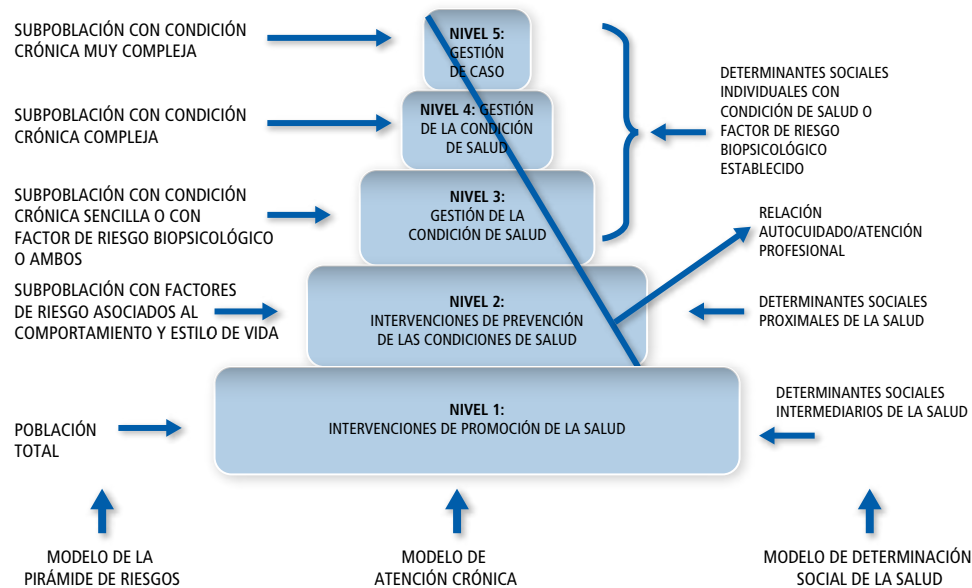 SUBPOBLACIÓN CON CONDICIÓN
CRÓNICA MUY COMPLEJA
SUBPOBLACIÓN CON CONDICIÓN
CRÓNICA COMPLEJA
SUBPOBLACIÓN CON CONDICIÓN
CRÓNICA SENCILLA O CON
FACTOR DE RIESGO BIOPSICOLÓGICO
O AMBOS
SUBPOBLACIÓN CON FACTORES
DE RIESGO ASOCIADOS AL
COMPORTAMIENTO Y ESTILO DE VIDA
POBLACIÓN
TOTAL
MODELO DE LA
PIRÁMIDE DE RIESGOS
NIVEL 5:
GESTIÓN
DE CASO
NIVEL 4: GESTIÓN
DE LA CONDICIÓN
DE SALUD
NIVEL 3:
GESTIÓN DE LA
CONDICIÓN DE SALUD
NIVEL 2:
INTERVENCIONES DE PREVENCIÓN
DE LAS CONDICIONES DE SALUD
NIVEL 1:
INTERVENCIONES DE PROMOCIÓN DE LA SALUD
MODELO DE
ATENCIÓN CRÓNICA
DETERMINANTES SOCIALES
INDIVIDUALES CON
CONDICIÓN DE SALUD O
FACTOR DE RIESGO
BIOPSICOLÓGICO
ESTABLECIDO
RELACIÓN
AUTOCUIDADO/ATENCIÓN
PROFESIONAL
DETERMINANTES SOCIALES
PROXIMALES DE LA SALUD
DETERMINANTES SOCIALES
INTERMEDIARIOS DE LA SALUD
MODELO DE DETERMINACIÓN
SOCIAL DE LA SALUD